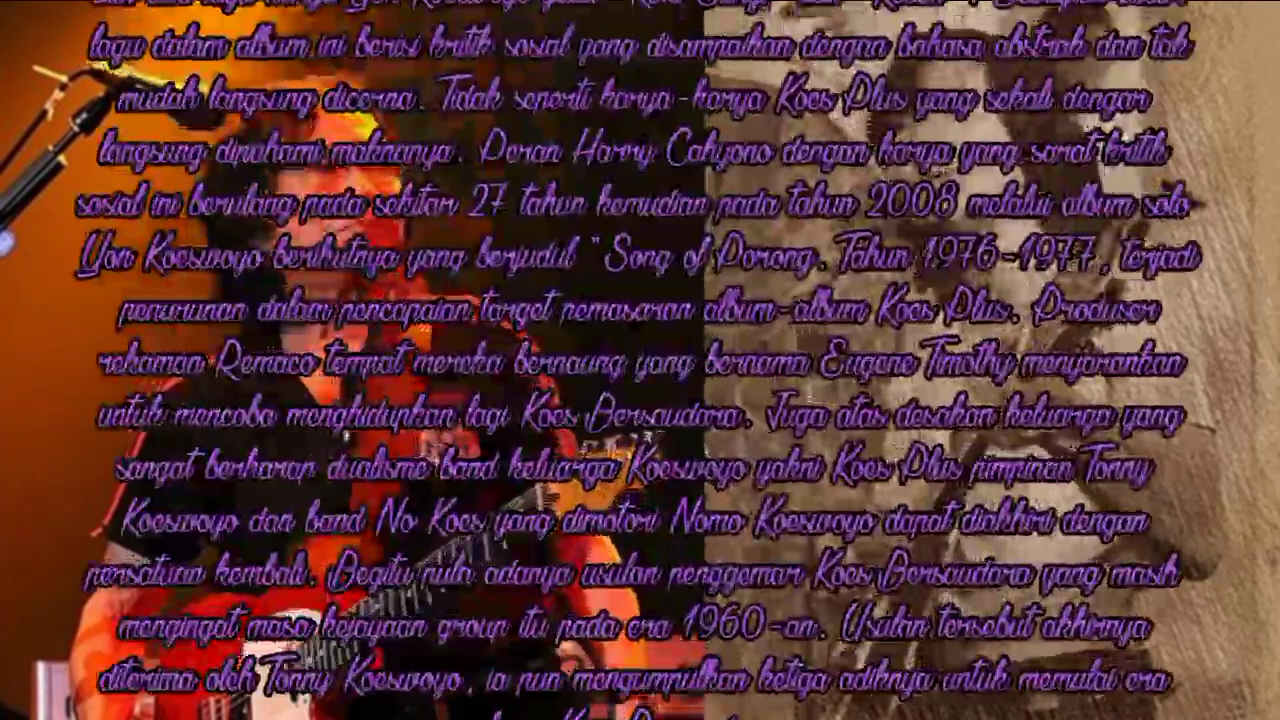 lagu dalam album ini berisi kritik sosial yang disampaikan dengan bahasa abstrak dan tak
mudah langsung dicerna. Tidak seperti karya-karya Koes Plus yang sekali dengar
langsung dipahami maknanya. Peran Harry Cahyono dengan karya yang sarat kritik
sosial ini berulang pada sekitar 27 tahun kemudian pada tahun 2008 melalui album solo
Yon Koeswoyo berikutnya yang berjudul "Song of Porong. Tahun 1976-1977, terjadi
penurunan dalam pencapaian target pemasaran album-album Koes Plus. Produser
rekaman Remaco tempat mereka bernaung yang bernama Eugene Timothy menyarankan
untuk mencoba menghidupkan lagi Koes Bersaudara. Juga atas desakan keluarga yang
sangat berharap dualisme band keluarga Koeswoyo yakni Koes Plus pimpinan Tonny
Koeswoyo dan band No Koes yang dimotori Nomo Koeswoyo dapat diakhiri dengan
persatuan kembali. Begitu pula adanya usulan penggemar Koes Bersaudara yang masih
mengingat masa kejayaan group itu pada era 1960-an. Usulan tersebut akhirnya
diterima oleh Tonny Koeswoyo, ia pun mengumpulkan ketiga adiknya untuk memulai era